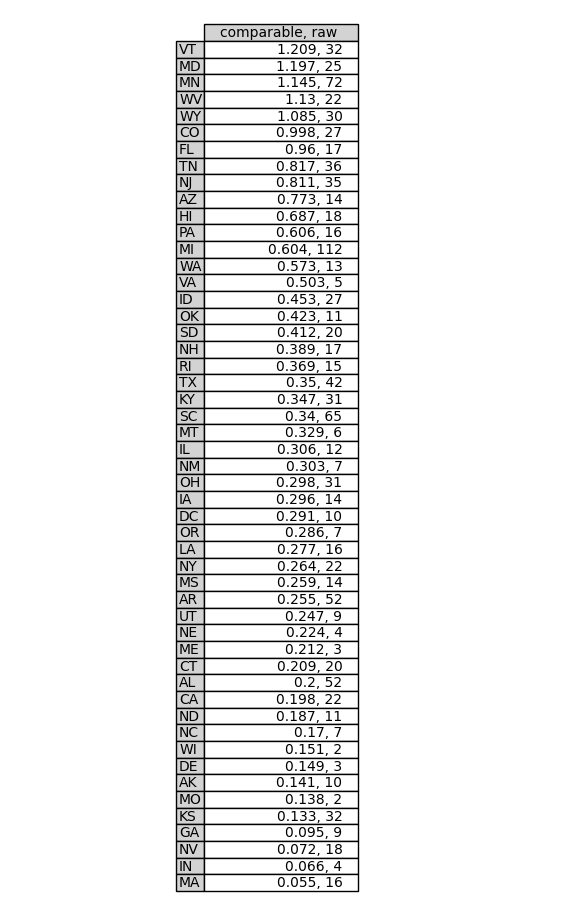 comparable, raw
VT 1.209, 32
MD 1.197, 25
MN 1.145, 72
WV 1.13, 22
WY 1.085, 30
CO 0.998, 27
FL 0.96, 17
TN 0.817, 36
NJ 0.811, 35
AZ 0.773, 14
HI 0.687, 18
PA 0.606, 16
MI 0.604, 112
WA 0.573, 13
VA 0.503, 5
ID 0.453, 27
OK 0.423, 11
SD 0.412, 20
NH 0.389, 17
RI 0.369, 15
TX 0.35, 42
KY 0.347, 31
SC 0.34, 65
MT 0.329, 6
IL 0.306, 12
NM 0.303, 7
OH 0.298, 31
IA 0.296, 14
DC 0.291, 10
OR 0.286, 7
LA 0.277, 16
NY 0.264, 22
MS 0.259, 14
AR 0.255, 52
UT 0.247, 9
NE 0.224, 4
ME 0.212, 3
CT 0.209, 20
AL 0.2, 52
CA 0.198, 22
ND 0.187, 11
NC 0.17, 7
WI 0.151, 2
DE 0.149, 3
AK 0.141, 10
MO 0.138, 2
KS 0.133, 32
GA 0.095, 9
NV 0.072, 18
IN 0.066, 4
MA 0.055, 16